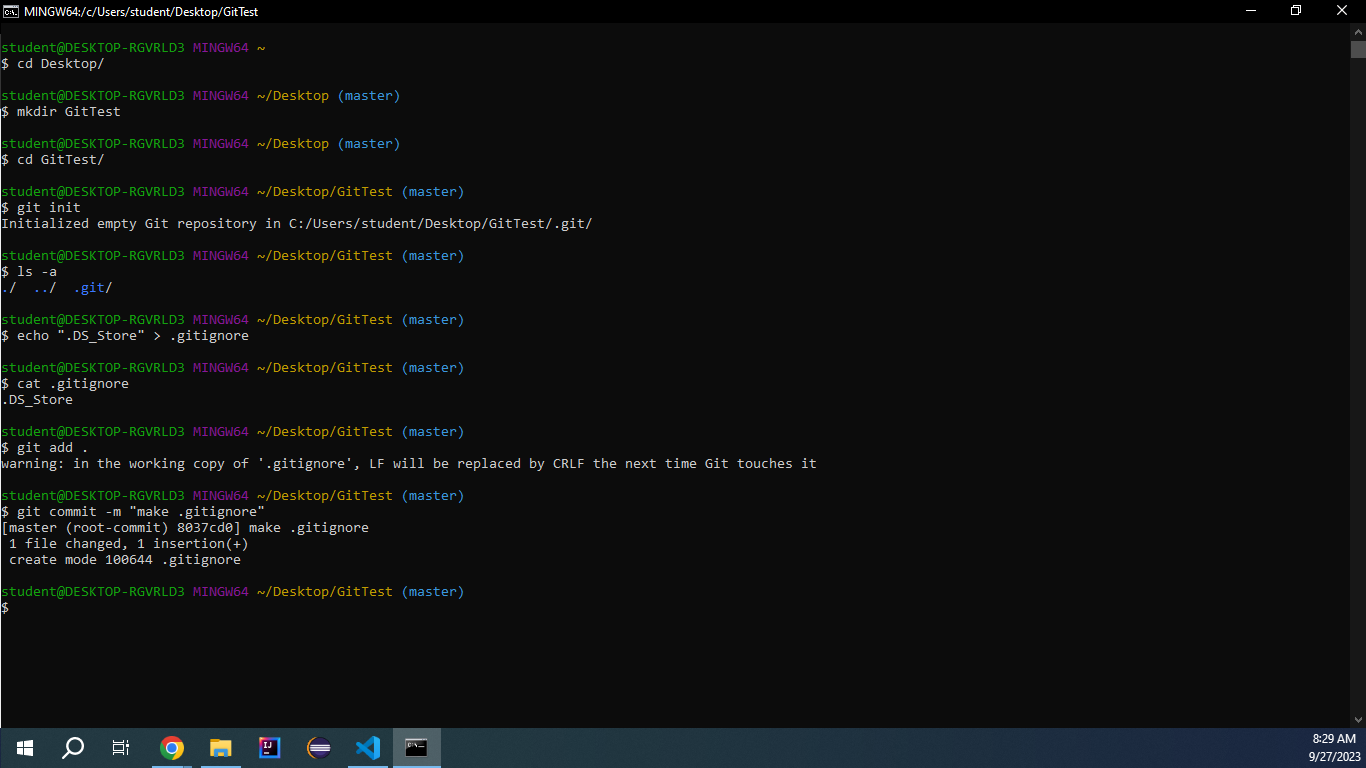 MINGW64:/c/Users/student/Desktop/GitTest
student@DESKTOP-RGVRLD3 MINGW64 ~
$ cd Desktop/
student@DESKTOP-RGVRLD3 MINGW64 ~/Desktop (master)
$ mkdir GitTest
student@DESKTOP-RGVRLD3 MINGW64 ~/Desktop (master)
$ cd GitTest/
student@DESKTOP-RGVRLD3 MINGW64 ~/Desktop/GitTest (master)
$ git init
Initialized empty Git repository in C:/Users/student/Desktop/GitTest/.git/
student@DESKTOP-RGVRLD3 MINGW64 ~/Desktop/GitTest (master)
$ ls -a
./  ../  .git/
student@DESKTOP-RGVRLD3 MINGW64 ~/Desktop/GitTest (master)
$ echo ".DS_Store" > .gitignore
student@DESKTOP-RGVRLD3 MINGW64 ~/Desktop/GitTest (master)
$ cat .gitignore
.DS_Store
student@DESKTOP-RGVRLD3 MINGW64 ~/Desktop/GitTest (master)
$ git add .
warning: in the working copy of '.gitignore', LF will be replaced by CRLF the next time Git touches it
student@DESKTOP-RGVRLD3 MINGW64 ~/Desktop/GitTest (master)
$ git commit -m "make .gitignore"
[master (root-commit) 8037cd0] make .gitignore
 1 file changed, 1 insertion(+)
 create mode 100644 .gitignore
student@DESKTOP-RGVRLD3 MINGW64 ~/Desktop/GitTest (master)
$
8:29 AM
9/27/2023